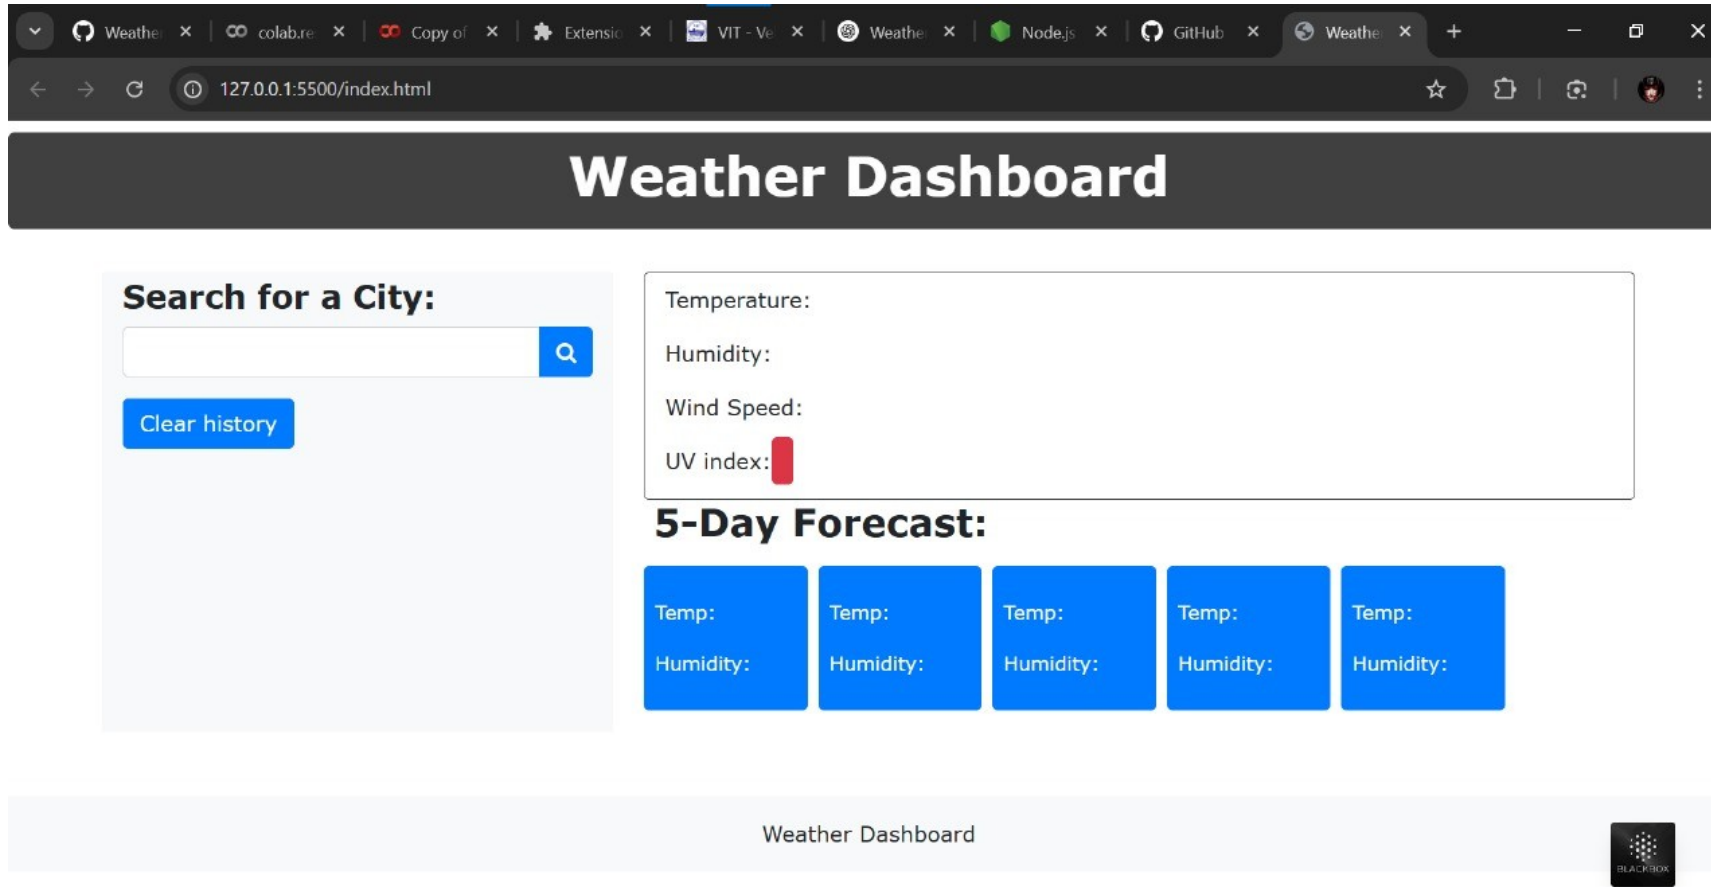 Weather colab.re Copy of Extensio VIT - Ve Weather Node.js GitHub Weather
127.0.0.1:5500/index.html
Weather Dashboard
Search for a City:
Clear history
Temperature:
Humidity:
Wind Speed:
UV index:
5-Day Forecast:
Temp: Temp: Temp: Temp: Temp:
Humidity: Humidity: Humidity: Humidity: Humidity:
Weather Dashboard
BLACKBOX